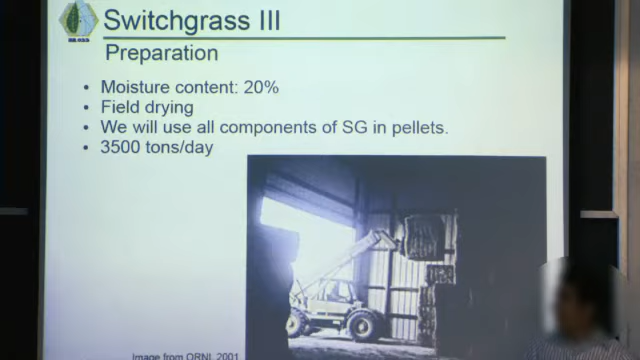 Switchgrass III
Preparation
• Moisture content: 20%
• Field drying
• We will use all components of SG in pellets.
• 3500 tons/day
Image from ORNL 2001